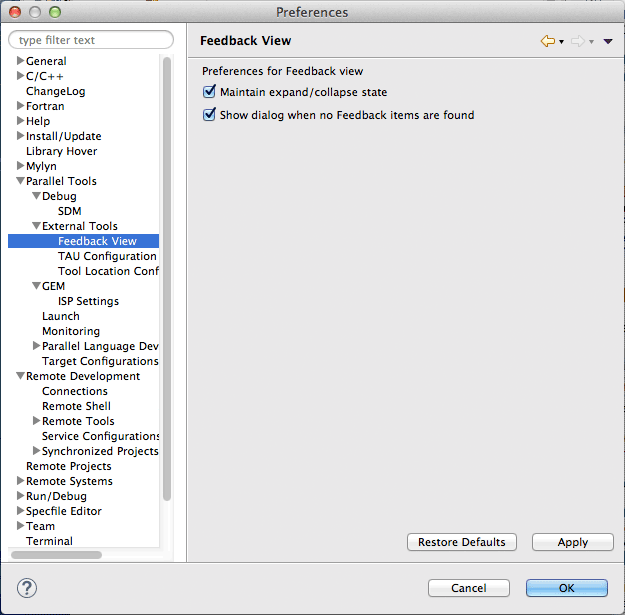 Preferences
type filter text
General
C/C++
ChangeLog
Fortran
Help
Install/Update
Library Hover
Mylyn
Parallel Tools
Debug
SDM
External Tools
Feedback View
TAU Configuration
Tool Location Conf
GEM
ISP Settings
Launch
Monitoring
Parallel Language Dev
Target Configurations
Remote Development
Connections
Remote Shell
Remote Tools
Service Configurations
Synchronized Projects
Remote Projects
Remote Systems
Run/Debug
Specfile Editor
Team
Terminal
Feedback View
Preferences for Feedback view
Maintain expand/collapse state
Show dialog when no Feedback items are found
Restore Defaults
Apply
?
Cancel
OK